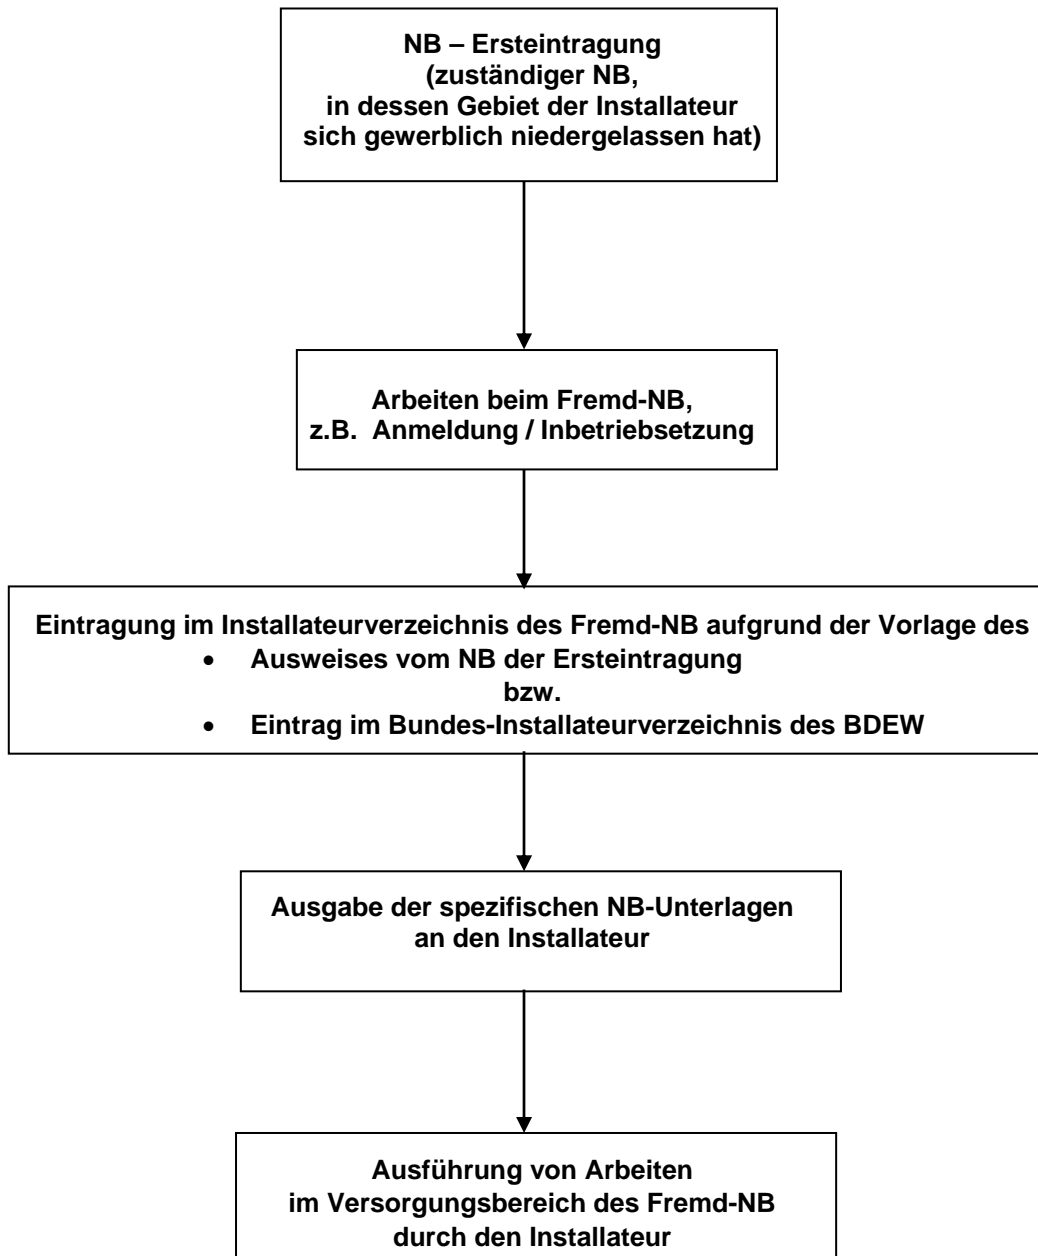 NB – Ersteintragung
(zuständiger NB,
in dessen Gebiet der Installateur
sich gewerblich niedergelassen hat)
Arbeiten beim Fremd-NB,
z.B. Anmeldung / Inbetriebsetzung
Eintragung im Installateurverzeichnis des Fremd-NB aufgrund der Vorlage des
• Ausweises vom NB der Ersteintragung
bzw.
• Eintrag im Bundes-Installateurverzeichnis des BDEW
Ausgabe der spezifischen NB-Unterlagen
an den Installateur
Ausführung von Arbeiten
im Versorgungsbereich des Fremd-NB
durch den Installateur